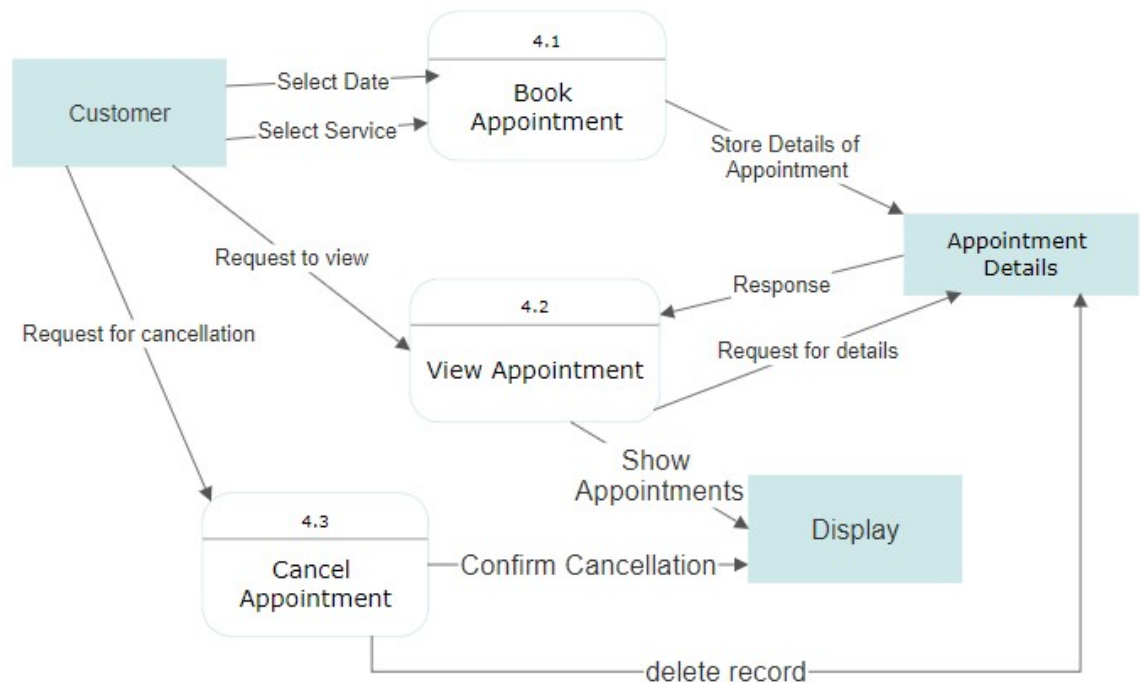 4.1
Book
Appointment
Customer
Select Date
Select Service
Store Details of
Appointment
Appointment
Details
Request to view
Response
4.2
View Appointment
Request for details
Request for cancellation
Show
Appointments
Display
4.3
Cancel
Appointment
Confirm Cancellation
delete record